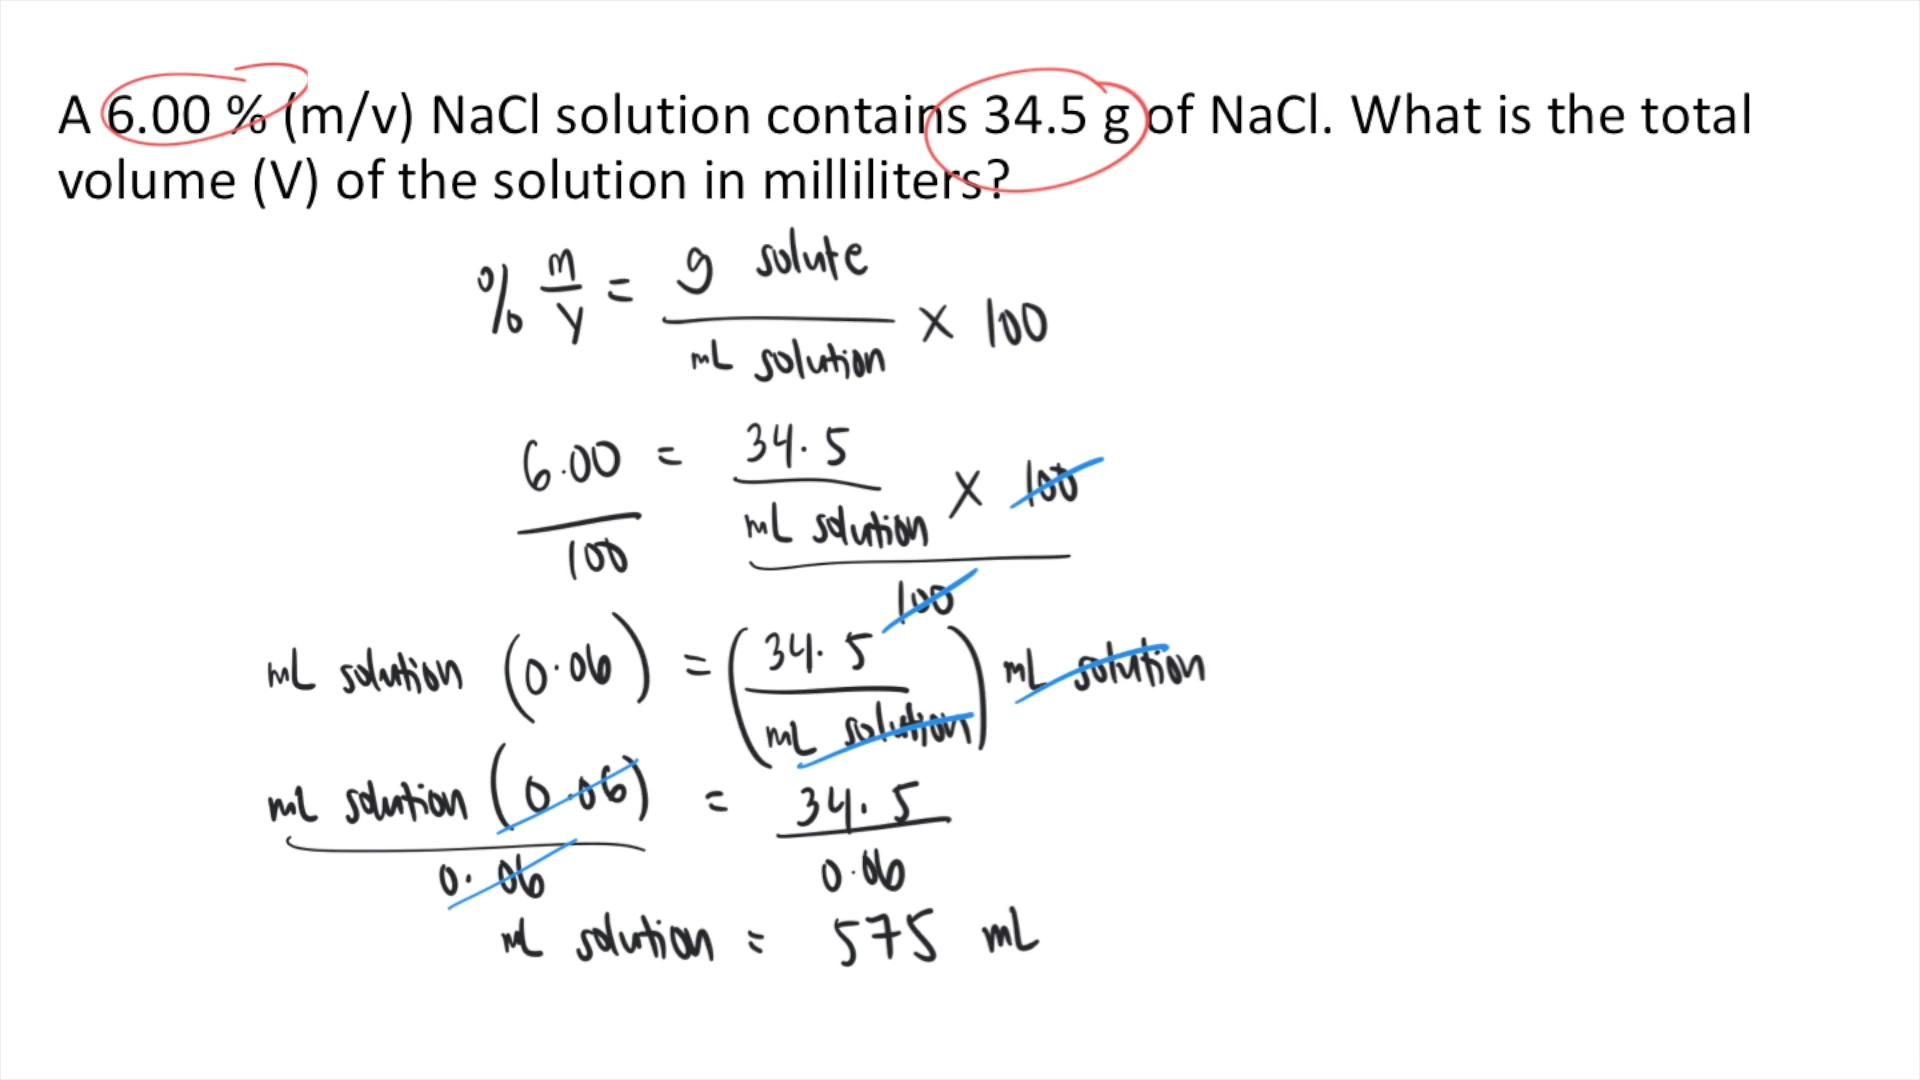 A 6.00 % (m/v) NaCl solution contains 34.5 g of NaCl. What is the total
volume (V) of the solution in milliliters?
% m/v = g solute / mL solution × 100
6.00 / 100 = 34.5 / mL solution × 100 / 100
mL solution (0.06) = (34.5 / mL solution) mL solution
mL solution (0.06) / 0.06 = 34.5 / 0.06
mL solution = 575 mL